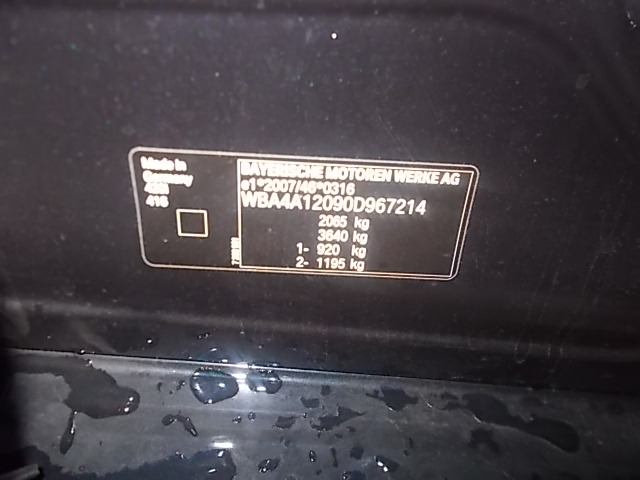 Made in
Germany
416
BAYERISCHE MOTOREN WERKE AG
e1*2007/46*0316
WBA4A12090D967214
2065 kg
3640 kg
1- 920 kg
2- 1195 kg